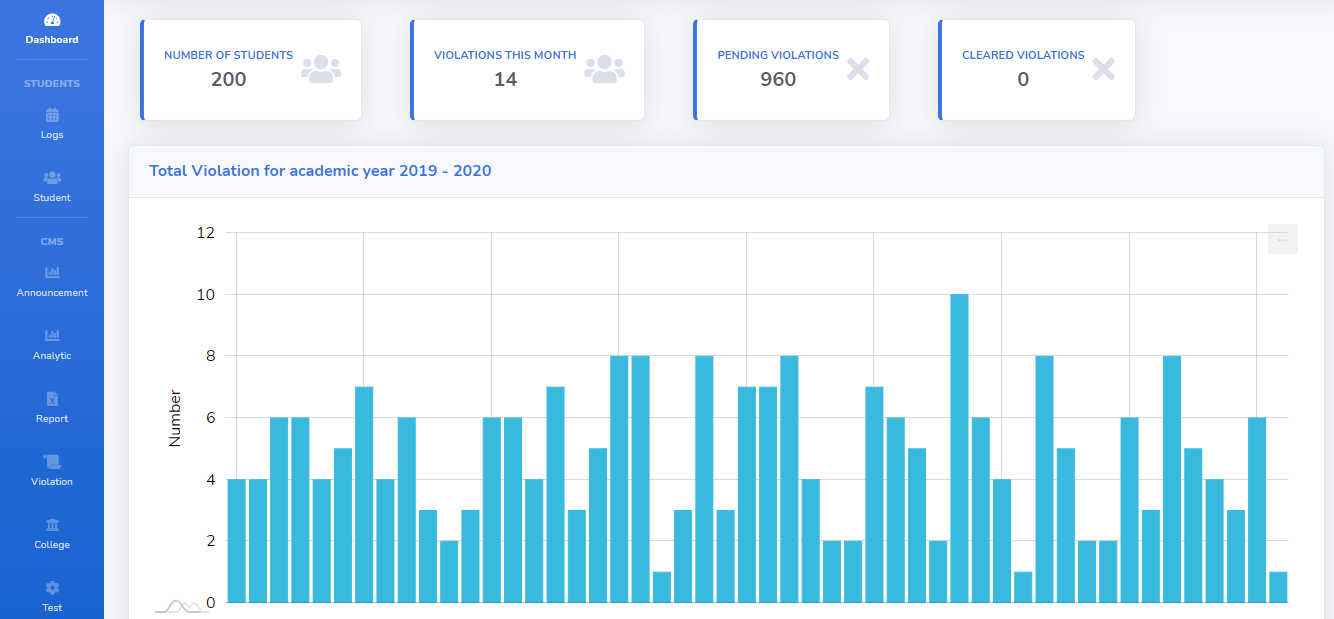 Dashboard
STUDENTS
Logs
Student
CMS
Announcement
Analytic
Report
Violation
College
Test
NUMBER OF STUDENTS
200
VIOLATIONS THIS MONTH
14
PENDING VIOLATIONS
960
CLEARED VIOLATIONS
0
Total Violation for academic year 2019 - 2020
...
Number
12
10
8
6
4
2
0